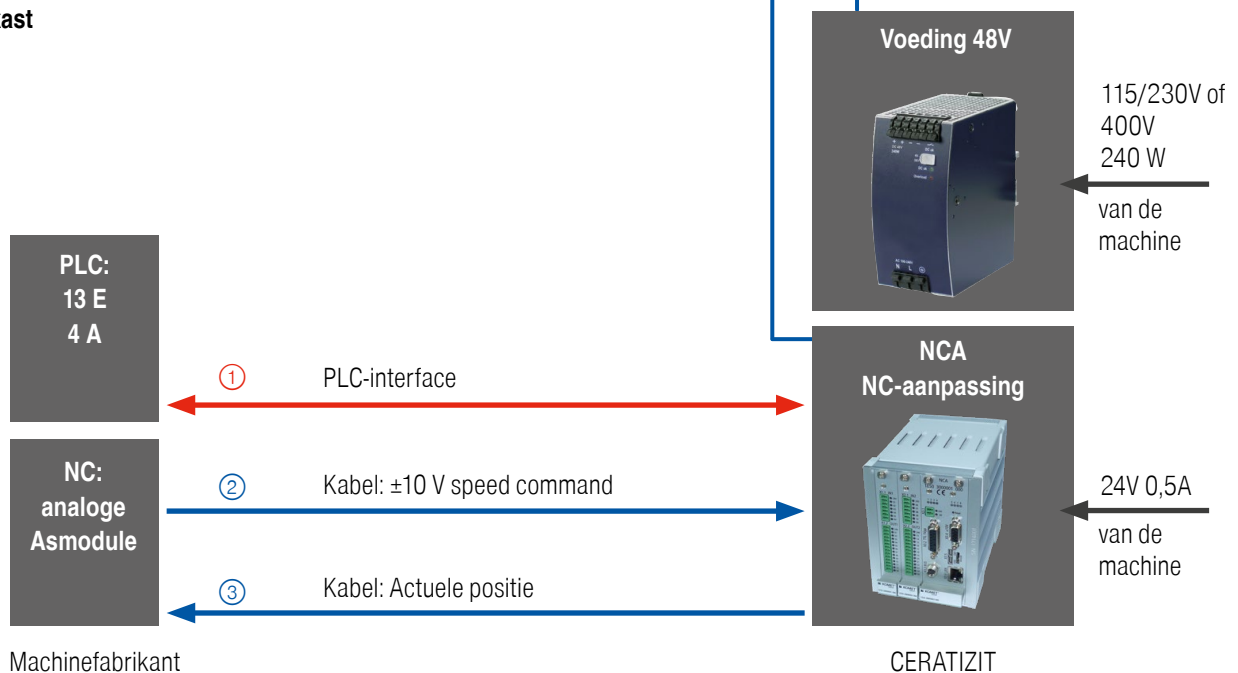 Voeding 48V
115/230V of
400V
240 W
van de
machine
PLC:
13 E
4 A
① PLC-interface
NCA
NC-aanpassing
NC:
analoge
Asmodule
② Kabel: ±10 V speed command
③ Kabel: Actuele positie
24V 0,5A
van de
machine
Machinefabrikant
CERATIZIT